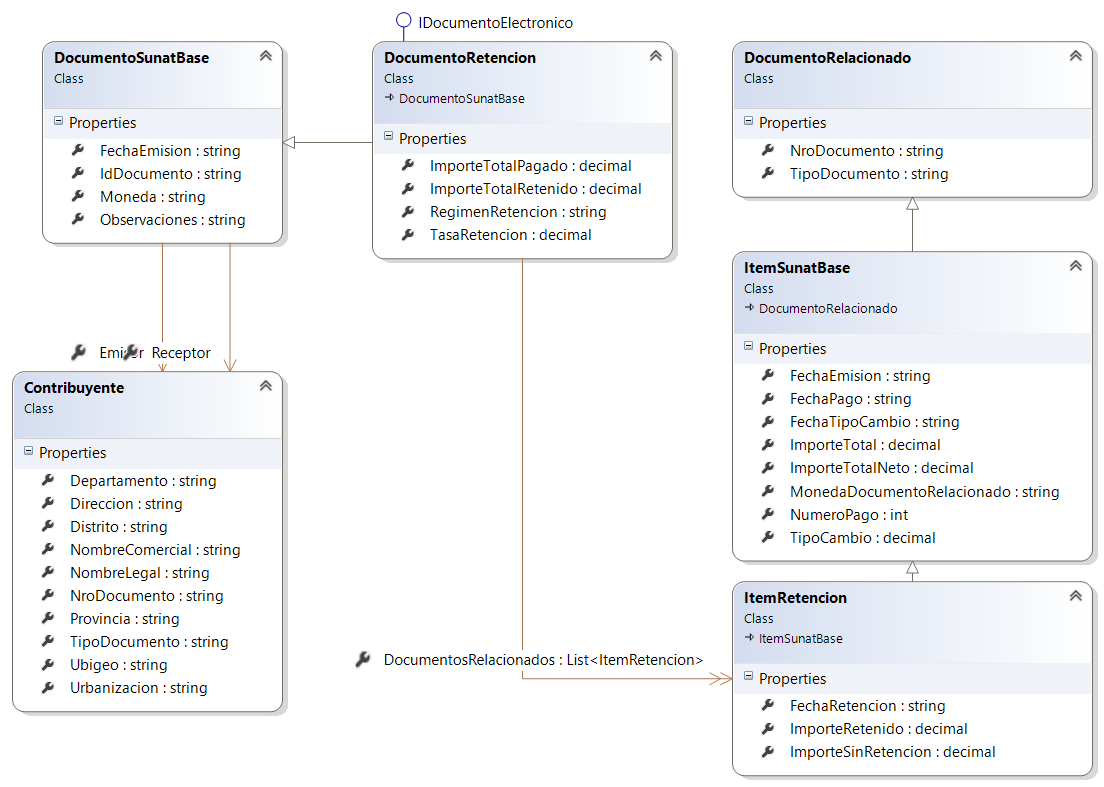 IDocumentoElectronico
DocumentoSunatBase
Class
Properties
FechaEmision : string
IdDocumento : string
Moneda : string
Observaciones : string
DocumentoRetencion
Class
DocumentoSunatBase
Properties
ImporteTotalPagado : decimal
ImporteTotalRetenido : decimal
RegimenRetencion : string
TasaRetencion : decimal
DocumentoRelacionado
Class
Properties
NroDocumento : string
TipoDocumento : string
ItemSunatBase
Class
DocumentoRelacionado
Properties
FechaEmision : string
FechaPago : string
FechaTipoCambio : string
ImporteTotal : decimal
ImporteTotalNeto : decimal
MonedaDocumentoRelacionado : string
NumeroPago : int
TipoCambio : decimal
Receptor
Contribuyente
Class
Properties
Departamento : string
Direccion : string
Distrito : string
NombreComercial : string
NombreLegal : string
NroDocumento : string
Provincia : string
TipoDocumento : string
Ubigeo : string
Urbanizacion : string
DocumentosRelacionados : List<ItemRetencion>
ItemRetencion
Class
ItemSunatBase
Properties
FechaRetencion : string
ImporteRetenido : decimal
ImporteSinRetencion : decimal